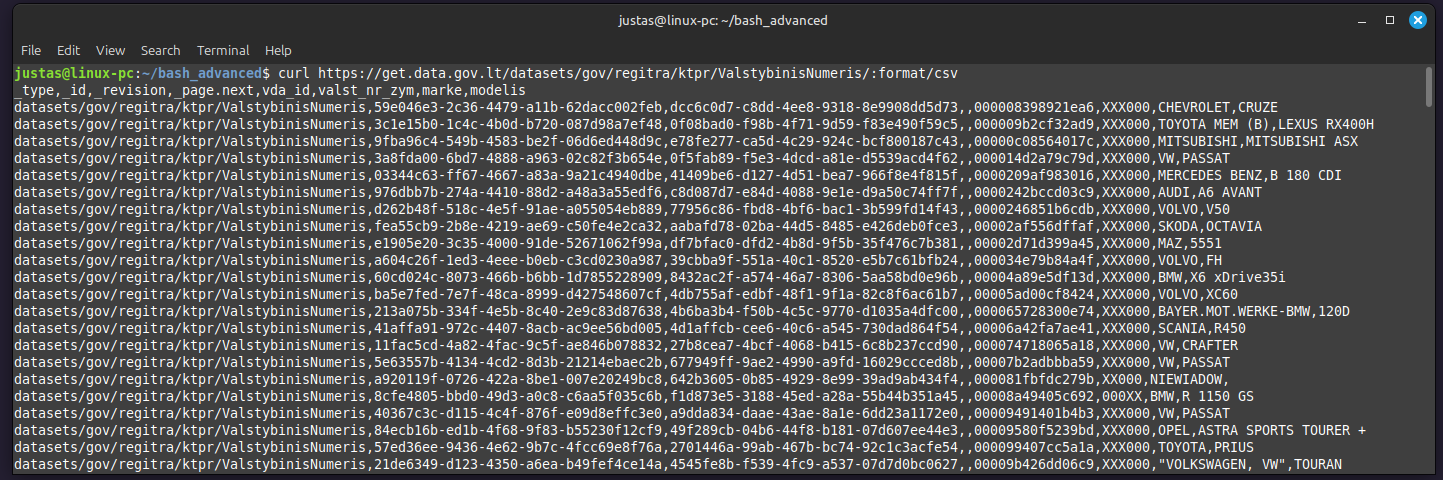 justas@linux-pc: ~/bash_advanced
File Edit View Search Terminal Help
justas@linux-pc:~/bash_advanced$ curl https://get.data.gov.lt/datasets/gov/regitra/ktpr/ValstybinisNumeris/:format/csv
_type,_id,_revision,_page.next,vda_id,valst_nr_zym,marke,modelis
datasets/gov/regitra/ktpr/ValstybinisNumeris,59e046e3-2c36-4479-a11b-62dacc002feb,dcc6c0d7-c8dd-4ee8-9318-8e9908dd5d73,,000008398921ea6,XXX000,CHEVROLET,CRUZE
datasets/gov/regitra/ktpr/ValstybinisNumeris,3c1e15b0-1c4c-4b0d-b720-087d98a7ef48,0f08bad0-f98b-4f71-9d59-f83e490f59c5,,000009b2cf32ad9,XXX000,TOYOTA MEM (B),LEXUS RX400H
datasets/gov/regitra/ktpr/ValstybinisNumeris,9fba96c4-549b-4583-be2f-06d6ed448d9c,e78fe277-ca5d-4c29-924c-bcf800187c43,,00000c08564017c,XXX000,MITSUBISHI,MITSUBISHI ASX
datasets/gov/regitra/ktpr/ValstybinisNumeris,3a8fda00-6bd7-4888-a963-02c82f3b654e,0f5fab89-f5e3-4dcd-a81e-d5539acd4f62,,000014d2a79c79d,XXX000,VW,PASSAT
datasets/gov/regitra/ktpr/ValstybinisNumeris,03344c63-ff67-4667-a83a-9a21c4940dbe,41409be6-d127-4d51-bea7-966f8e4f815f,,0000209af983016,XXX000,MERCEDES BENZ,B 180 CDI
datasets/gov/regitra/ktpr/ValstybinisNumeris,976dbb7b-274a-4410-88d2-a48a3a55edf6,c8d087d7-e84d-4088-9e1e-d9a50c74ff7f,,0000242bccd03c9,XXX000,AUDI,A6 AVANT
datasets/gov/regitra/ktpr/ValstybinisNumeris,d262b48f-518c-4e5f-91ae-a055054eb889,77956c86-fbd8-4bf6-bac1-3b599fd14f43,,0000246851b6cdb,XXX000,VOLVO,V50
datasets/gov/regitra/ktpr/ValstybinisNumeris,fea55cb9-2b8e-4219-ae69-c50fe4e2ca32,aabafd78-02ba-44d5-8485-e426deb0fce3,,00002af556dffaf,XXX000,SKODA,OCTAVIA
datasets/gov/regitra/ktpr/ValstybinisNumeris,e1905e20-3c35-4000-91de-52671062f99a,df7bfac0-dfd2-4b8d-9f5b-35f476c7b381,,00002d71d399a45,XXX000,MAZ,5551
datasets/gov/regitra/ktpr/ValstybinisNumeris,a604c26f-1ed3-4eee-b0eb-c3cd0230a987,39cbba9f-551a-40c1-8520-e5b7c61bfb24,,000034e79b84a4f,XXX000,VOLVO,FH
datasets/gov/regitra/ktpr/ValstybinisNumeris,60cd024c-8073-466b-b6bb-1d7855228909,8432ac2f-a574-46a7-8306-5aa58bd0e96b,,00004a89e5df13d,XXX000,BMW,X6 xDrive35i
datasets/gov/regitra/ktpr/ValstybinisNumeris,ba5e7fed-7e7f-48ca-8999-d427548607cf,4db755af-edbf-48f1-9f1a-82c8f6ac61b7,,00005ad00cf8424,XXX000,VOLVO,XC60
datasets/gov/regitra/ktpr/ValstybinisNumeris,213a075b-334f-4e5b-8c40-2e9c83d87638,4b6ba3b4-f50b-4c5c-9770-d1035a4dfc00,,000065728300e74,XXX000,BAYER.MOT.WERKE-BMW,120D
datasets/gov/regitra/ktpr/ValstybinisNumeris,41affa91-972c-4407-8acb-ac9ee56bd005,4d1affcb-cee6-40c6-a545-730dad864f54,,00006a42fa7ae41,XXX000,SCANIA,R450
datasets/gov/regitra/ktpr/ValstybinisNumeris,11fac5cd-4a82-4fac-9c5f-ae846b078832,27b8cea7-4bcf-4068-b415-6c8b237ccd90,,000074718065a18,XXX000,VW,CRAFTER
datasets/gov/regitra/ktpr/ValstybinisNumeris,5e63557b-4134-4cd2-8d3b-21214ebaec2b,677949ff-9ae2-4990-a9fd-16029ccced8b,,00007b2adbbba59,XXX000,VW,PASSAT
datasets/gov/regitra/ktpr/ValstybinisNumeris,a920119f-0726-422a-8be1-007e20249bc8,642b3605-0b85-4929-8e99-39ad9ab434f4,,000081fbfdc279b,XX000,NIEWIADOW,
datasets/gov/regitra/ktpr/ValstybinisNumeris,8cfe4805-bbd0-49d3-a0c8-c6aa5f035c6b,f1d873e5-3188-45ed-a28a-55b44b351a45,,00008a49405c692,000XX,BMW,R 1150 GS
datasets/gov/regitra/ktpr/ValstybinisNumeris,40367c3c-d115-4c4f-876f-e09d8effc3e0,a9dda834-daae-43ae-8a1e-6dd23a1172e0,,00009491401b4b3,XXX000,VW,PASSAT
datasets/gov/regitra/ktpr/ValstybinisNumeris,84ecb16b-ed1b-4f68-9f83-b55230f12cf9,49f289cb-04b6-44f8-b181-07d607ee44e3,,00009580f5239bd,XXX000,OPEL,ASTRA SPORTS TOURER +
datasets/gov/regitra/ktpr/ValstybinisNumeris,57ed36ee-9436-4e62-9b7c-4fcc69e8f76a,2701446a-99ab-467b-bc74-92c1c3acfe54,,000099407cc5a1a,XXX000,TOYOTA,PRIUS
datasets/gov/regitra/ktpr/ValstybinisNumeris,21de6349-d123-4350-a6ea-b49fef4ce14a,4545fe8b-f539-4fc9-a537-07d7d0bc0627,,00009b426dd06c9,XXX000,"VOLKSWAGEN, VW",TOURAN